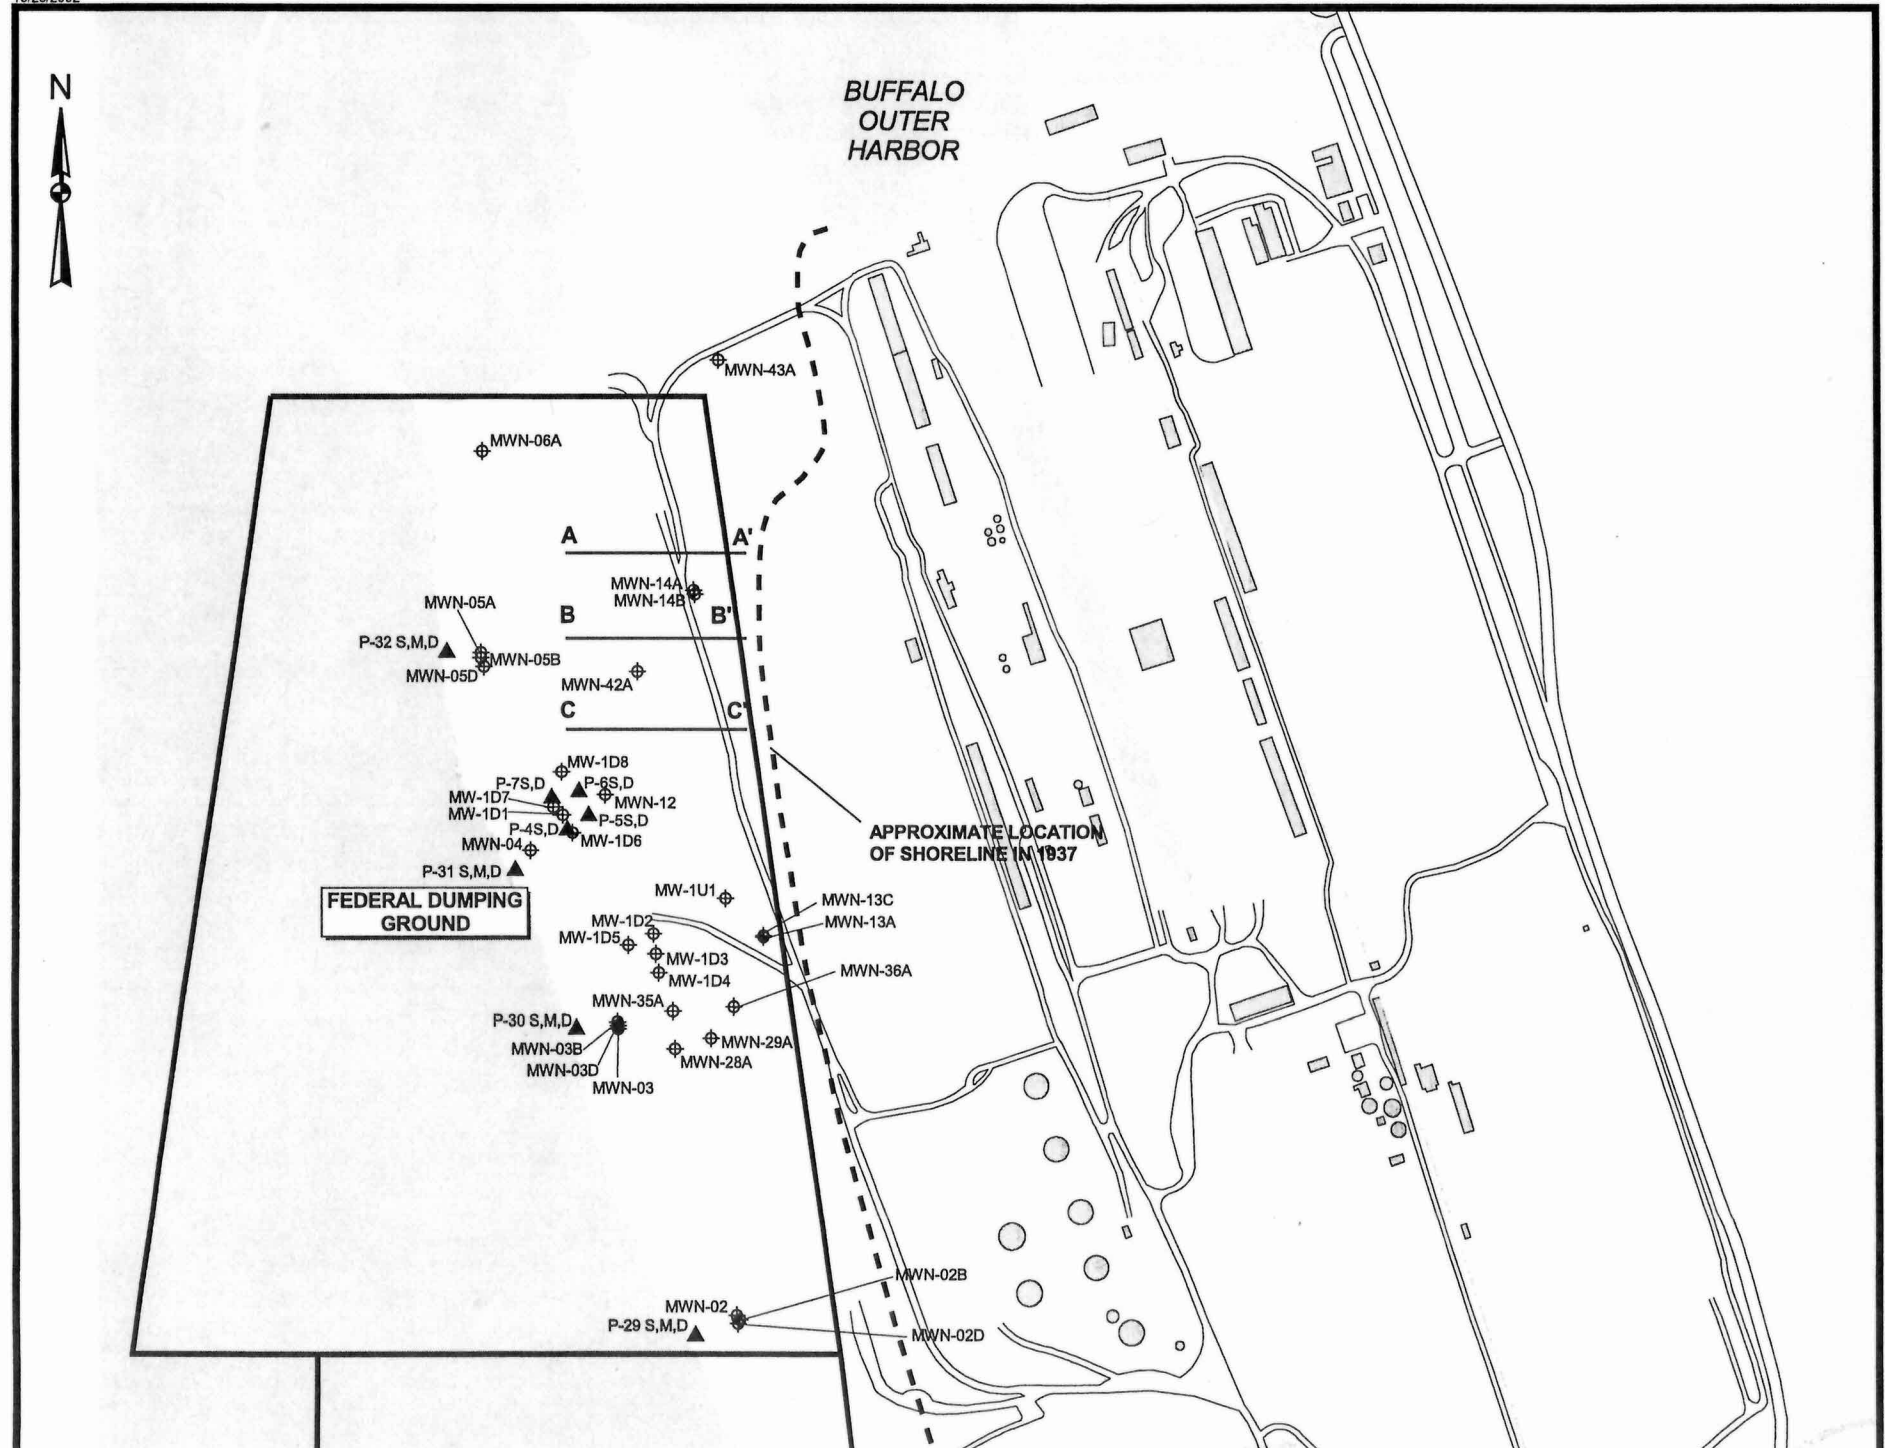 N
BUFFALO
OUTER
HARBOR
MWN-43A
MWN-06A
A
A'
MWN-14A
MWN-14B
MWN-05A
B
B'
P-32 S,M,D
MWN-05B
MWN-05D
MWN-42A
C
C'
MW-1D8
P-7S,D
P-6S,D
MW-1D7
MWN-12
MW-1D1
P-5S,D
P-4S,D
MW-1D6
MWN-04
APPROXIMATE LOCATION
OF SHORELINE IN 1937
P-31 S,M,D
FEDERAL DUMPING
GROUND
MW-1U1
MWN-13C
MW-1D2
MWN-13A
MW-1D5
MW-1D3
MWN-36A
MW-1D4
MWN-35A
P-30 S,M,D
MWN-29A
MWN-03B
MWN-28A
MWN-03D
MWN-03
MWN-02B
MWN-02
P-29 S,M,D
MWN-02D